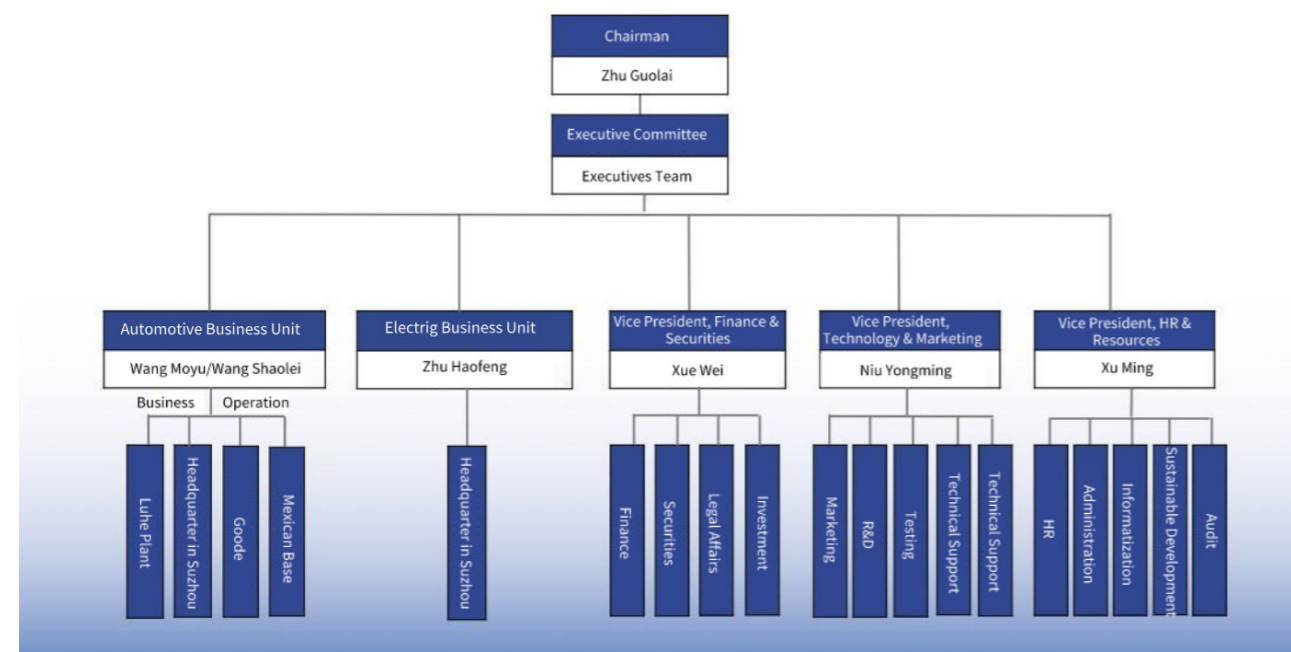 Chairman
Zhu Guolai
Executive Committee
Executives Team
Automotive Business Unit
Wang Moyu/Wang Shaolei
Business
Operation
Luhe Plant
Headquarter in Suzhou
Goode
Mexican Base
Electrig Business Unit
Zhu Haofeng
Headquarter in Suzhou
Vice President, Finance &
Securities
Xue Wei
Finance
Securities
Legal Affairs
Investment
Vice President,
Technology & Marketing
Niu Yongming
Marketing
R&D
Testing
Technical Support
Technical Support
Vice President, HR &
Resources
Xu Ming
HR
Administration
Informatization
Sustainable Development
Audit